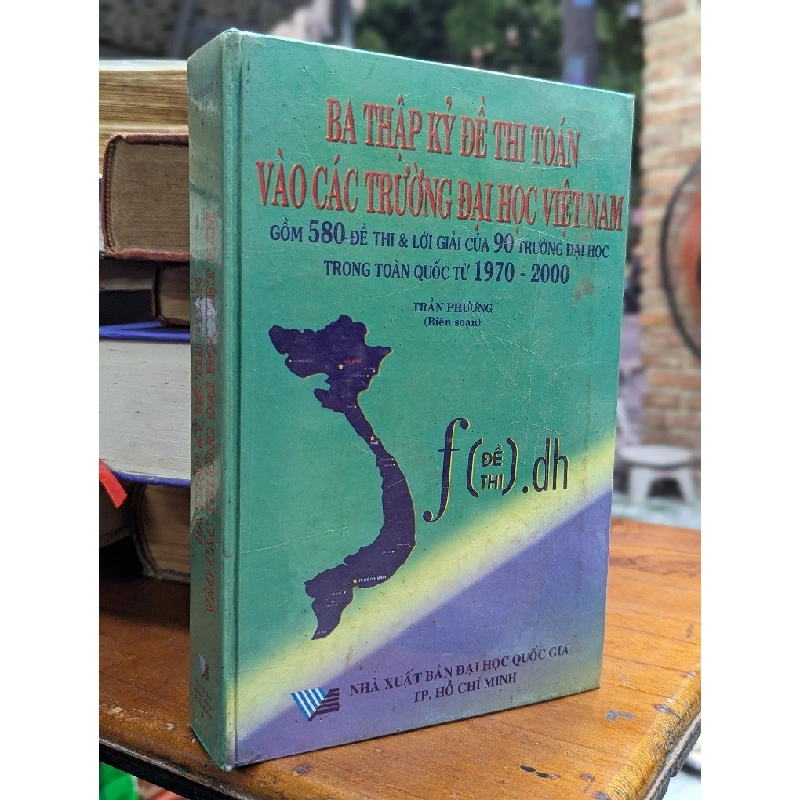 BA THẬP KỶ ĐỀ THI TOÁN
VÀO CÁC TRƯỜNG ĐẠI HỌC VIỆT NAM
GỒM 580 ĐỀ THI & LỜI GIẢI CỦA 90 TRƯỜNG ĐẠI HỌC
TRONG TOÀN QUỐC TỪ 1970 - 2000
TRẦN PHƯƠNG
(Biên soạn)
f(ĐỀ THI).dh
NHÀ XUẤT BẢN ĐẠI HỌC QUỐC GIA
TP. HỒ CHÍ MINH